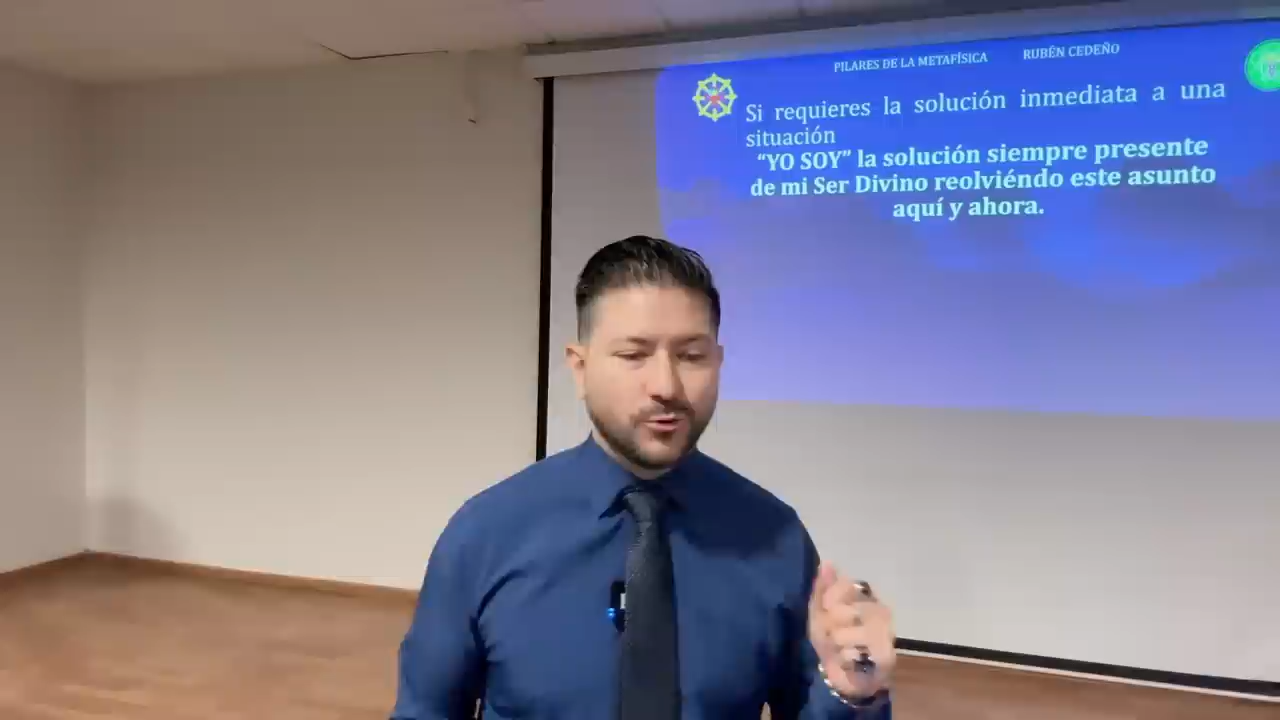 PILARES DE LA METAFÍSICA RUBÉN CEDEÑO
Si requieres la solución inmediata a una
situación
“YO SOY” la solución siempre presente
de mi Ser Divino reolviéndo este asunto
aquí y ahora.